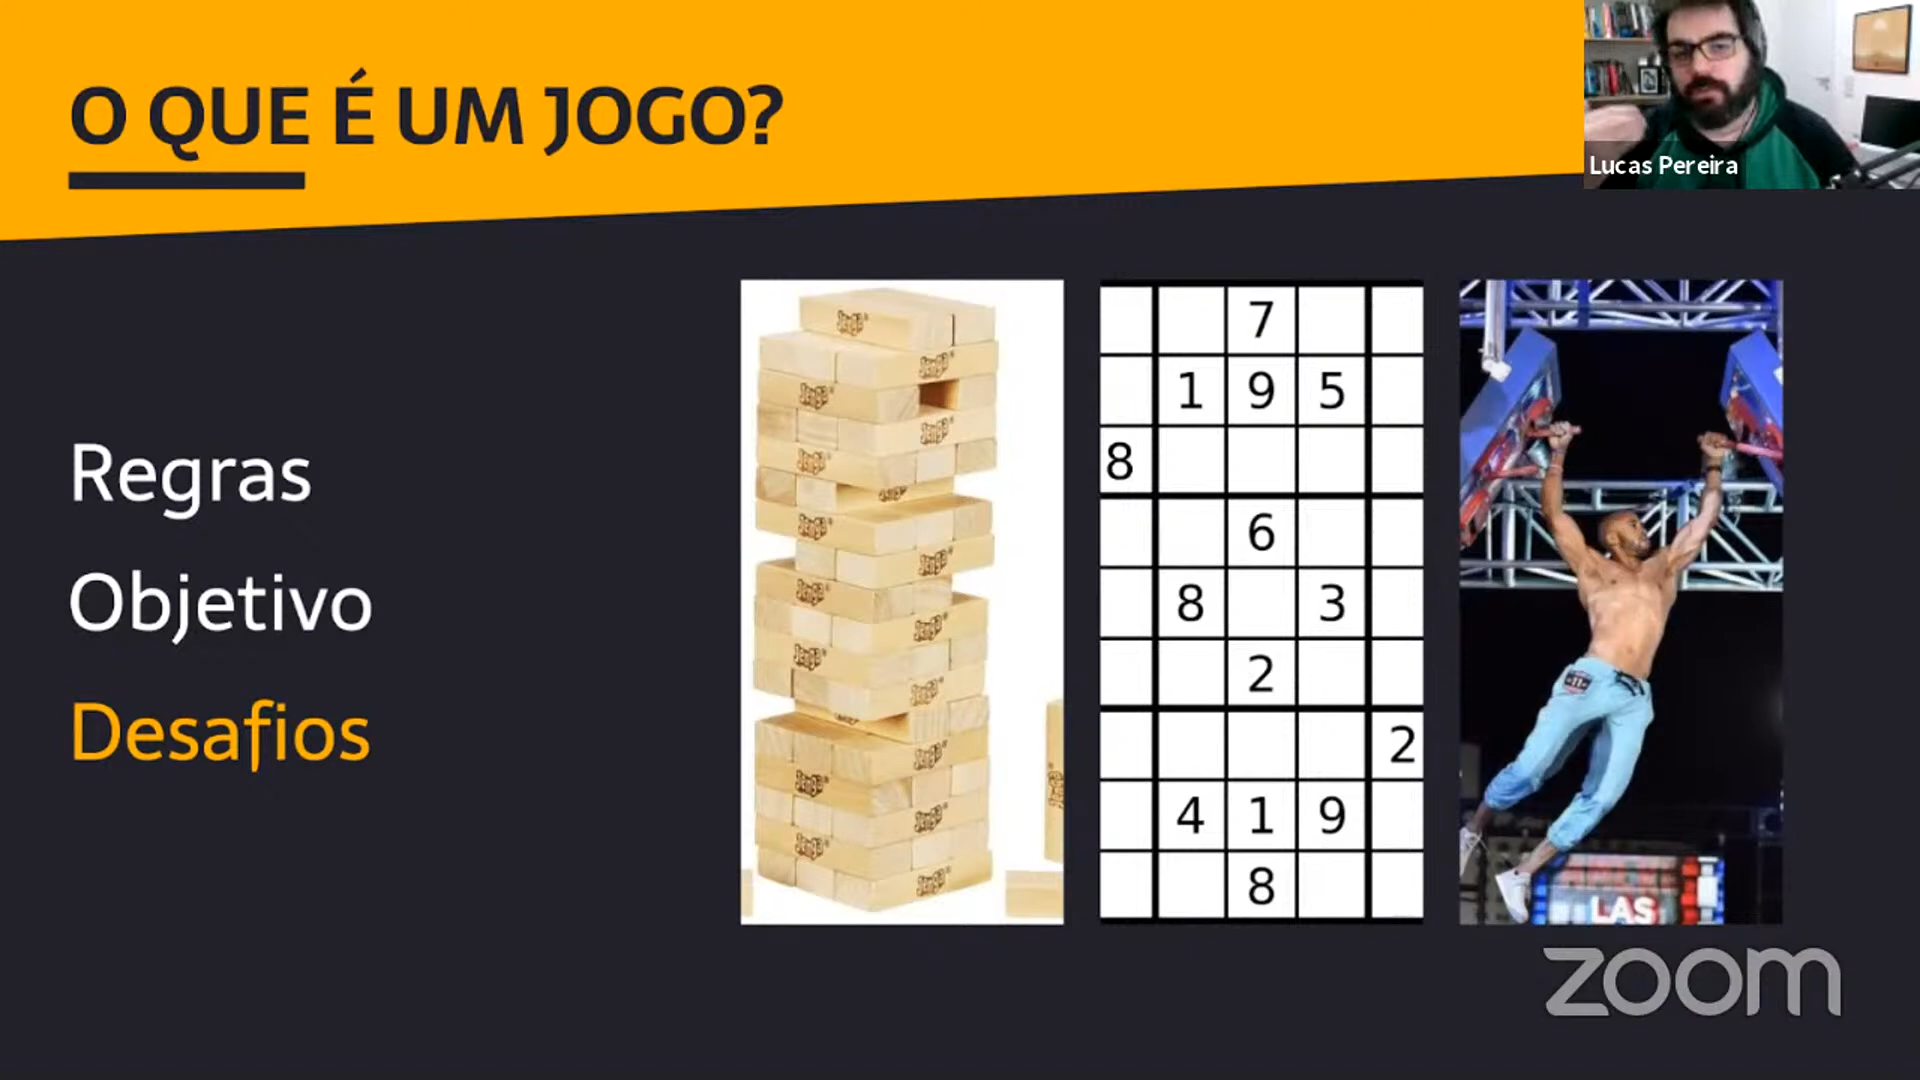 O QUE É UM JOGO?
Lucas Pereira
Regras
Objetivo
Desafios
Jenga
7
1 9 5
8
6
8 3
2
2
4 1 9
8
LAS
zoom